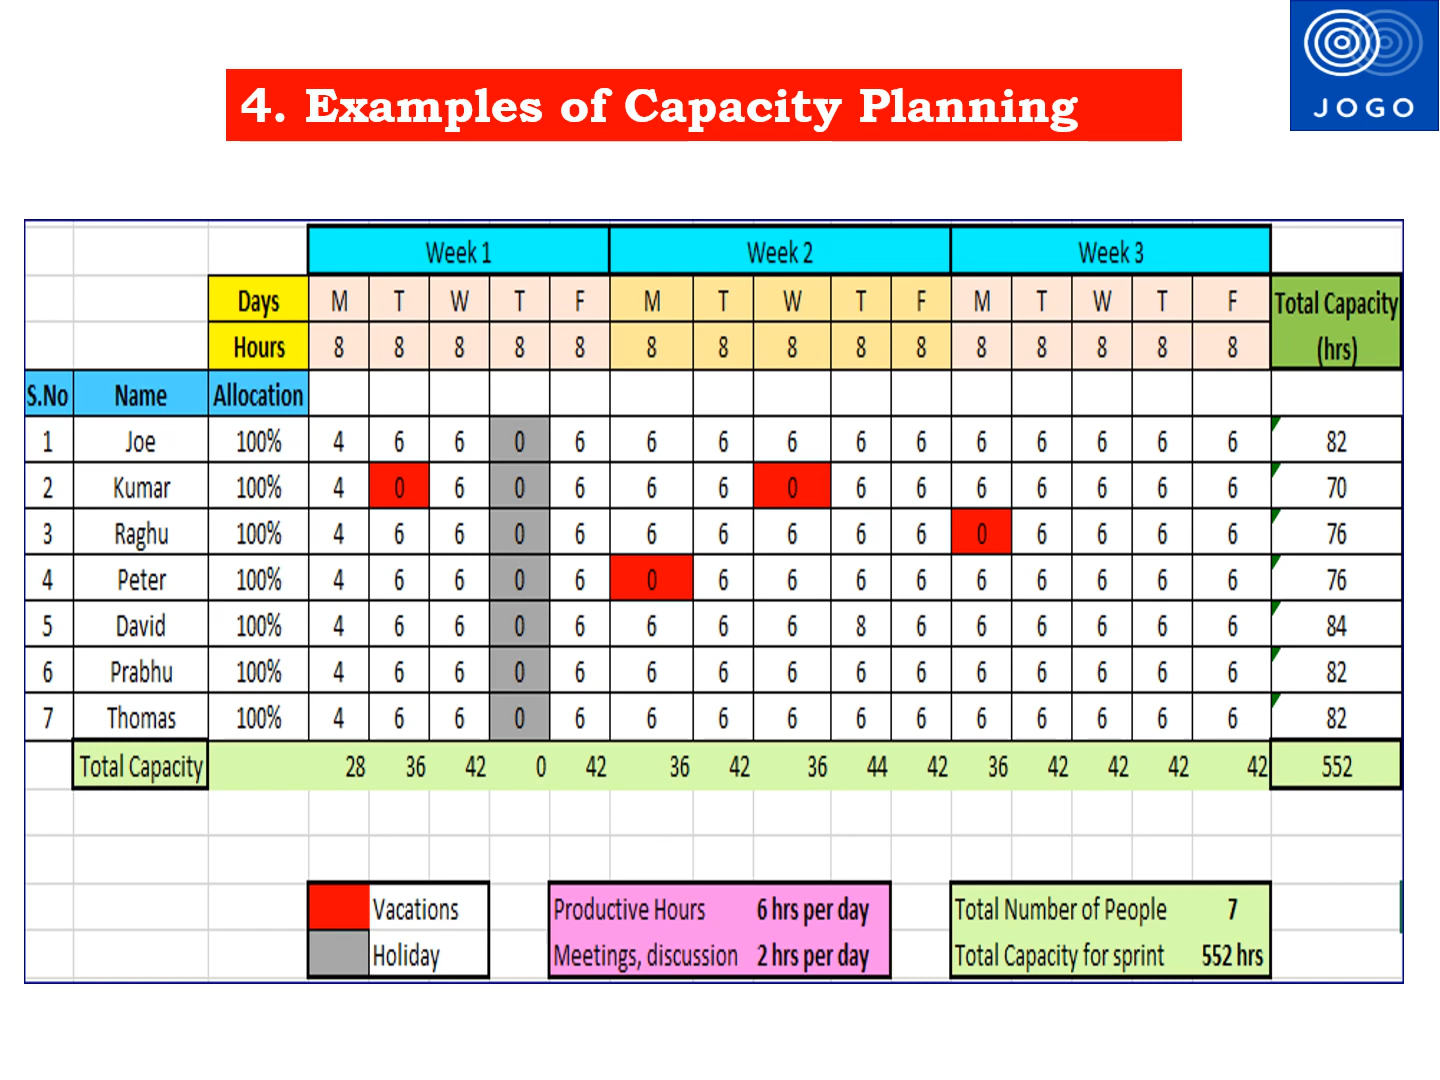 JOGO
4. Examples of Capacity Planning
Week 1 Week 2 Week 3
Days M T W T F M T W T F M T W T F Total Capacity
Hours 8 8 8 8 8 8 8 8 8 8 8 8 8 8 8 (hrs)
S.No Name Allocation
1 Joe 100% 4 6 6 0 6 6 6 6 6 6 6 6 6 6 6 82
2 Kumar 100% 4 0 6 0 6 6 6 0 6 6 6 6 6 6 6 70
3 Raghu 100% 4 6 6 0 6 6 6 6 6 6 0 6 6 6 6 76
4 Peter 100% 4 6 6 0 6 0 6 6 6 6 6 6 6 6 6 76
5 David 100% 4 6 6 0 6 6 6 6 8 6 6 6 6 6 6 84
6 Prabhu 100% 4 6 6 0 6 6 6 6 6 6 6 6 6 6 6 82
7 Thomas 100% 4 6 6 0 6 6 6 6 6 6 6 6 6 6 6 82
Total Capacity 28 36 42 0 42 36 42 36 44 42 36 42 42 42 42 552
Vacations
Holiday
Productive Hours 6 hrs per day
Meetings, discussion 2 hrs per day
Total Number of People 7
Total Capacity for sprint 552 hrs